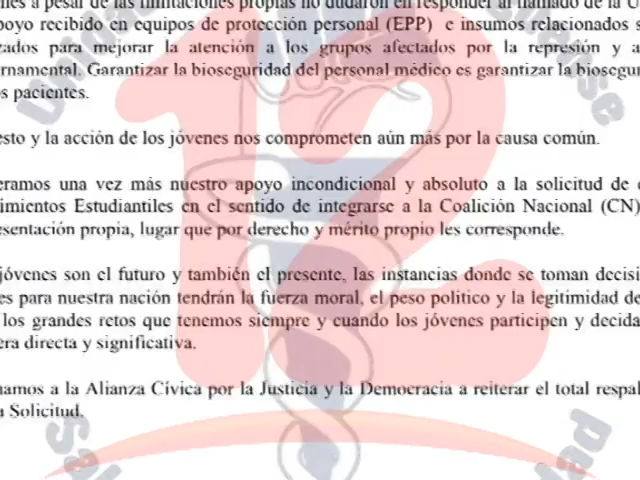 nes a pesar de las limitaciones propias no dudaron en responder al llamado de la U
poyo recibido en equipos de protección personal (EPP) e insumos relacionados s
zados para mejorar la atención a los grupos afectados por la represión y a
rnamental. Garantizar la bioseguridad del personal médico es garantizar la biosegur
os pacientes.
esto y la acción de los jóvenes nos comprometen aún más por la causa común.
eramos una vez más nuestro apoyo incondicional y absoluto a la solicitud de
imientos Estudiantiles en el sentido de integrarse a la Coalición Nacional (CN)
esentación propia, lugar que por derecho y mérito propio les corresponde.
jóvenes son el futuro y también el presente, las instancias donde se toman decisi
es para nuestra nación tendrán la fuerza moral, el peso político y la legitimidad de
los grandes retos que tenemos siempre y cuando los jóvenes participen y decida
era directa y significativa.
namos a la Alianza Cívica por la Justicia y la Democracia a reiterar el total respal
a Solicitud.
12